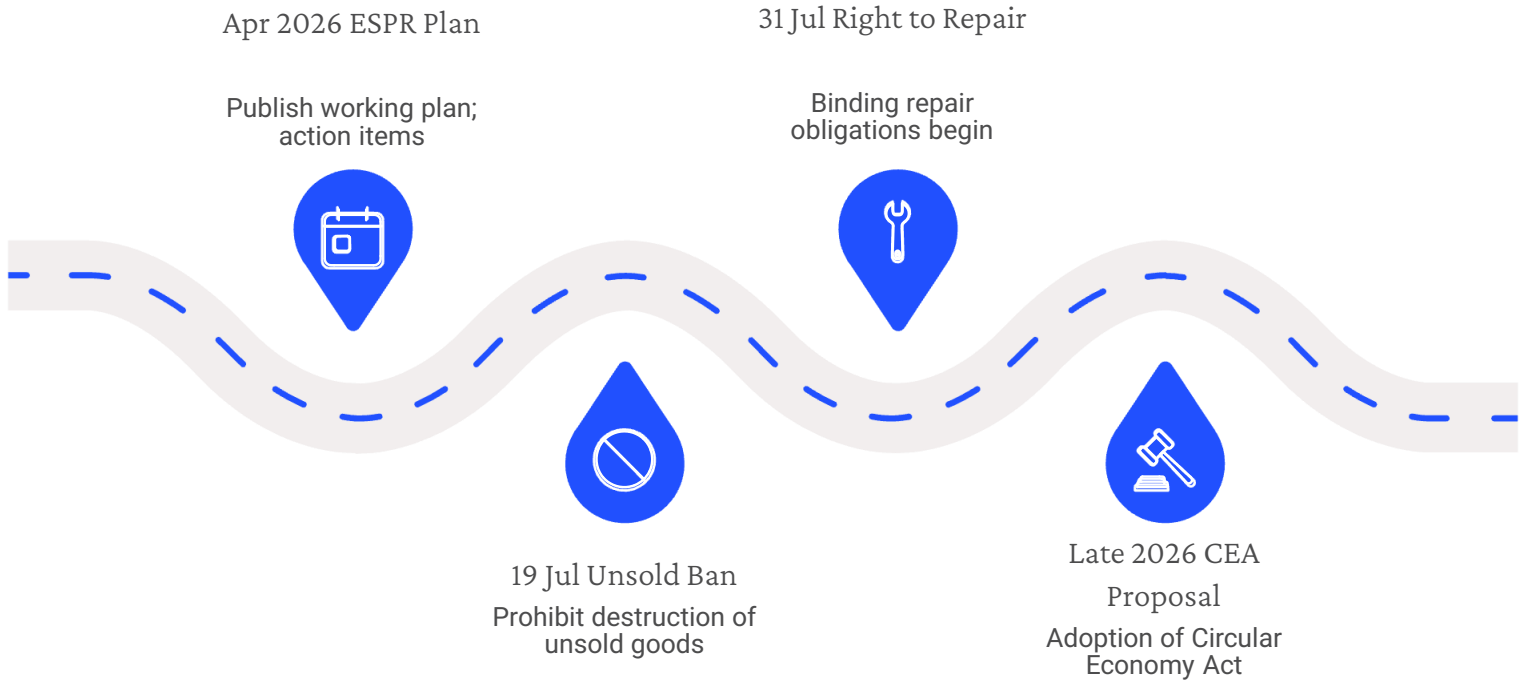 Apr 2026 ESPR Plan
Publish working plan;
action items
19 Jul Unsold Ban
Prohibit destruction of
unsold goods
31 Jul Right to Repair
Binding repair
obligations begin
Late 2026 CEA
Proposal
Adoption of Circular
Economy Act